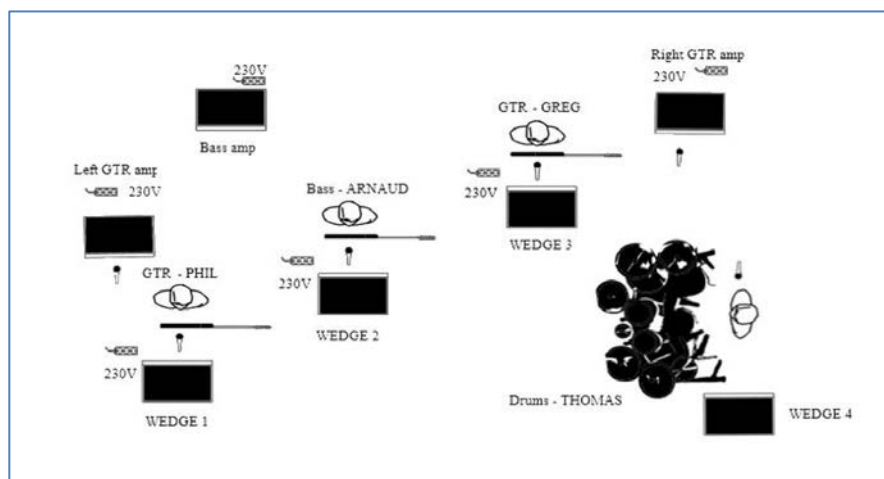 Right GTR amp
230V
230V
GTR - GREG
Bass amp
Left GTR amp
230V
230V
Bass - ARNAUD
WEDGE 3
GTR - PHIL
230V
WEDGE 2
230V
Drums - THOMAS
WEDGE 1
WEDGE 4